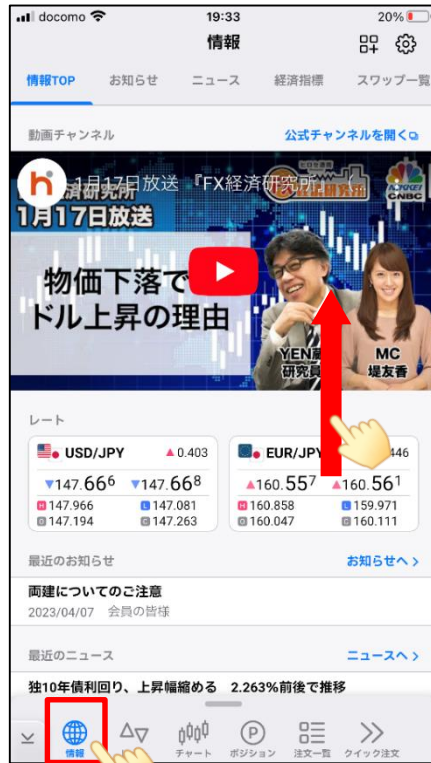 docomo 19:33 20%
情報
情報TOP お知らせ ニュース 経済指標 スワップ一覧
動画チャンネル 公式チャンネルを開く
1月17日放送 『FX経済研究所』
1月17日放送
CNBC
物価下落で
ドル上昇の理由
YEN
研究員
MC
堤友香
レート
USD/JPY ▲0.403
▼147.666 ▼147.668
H 147.966 L 147.081
O 147.194 C 147.263
EUR/JPY 446
▲160.557 ▲160.561
H 160.858 L 159.971
O 160.047 C 160.111
最近のお知らせ お知らせへ >
両建についてのご注意
2023/04/07 会員の皆様
最近のニュース ニュースへ >
独10年債利回り、上昇幅縮める 2.263%前後で推移
情報 チャート ポジション 注文一覧 クイック注文